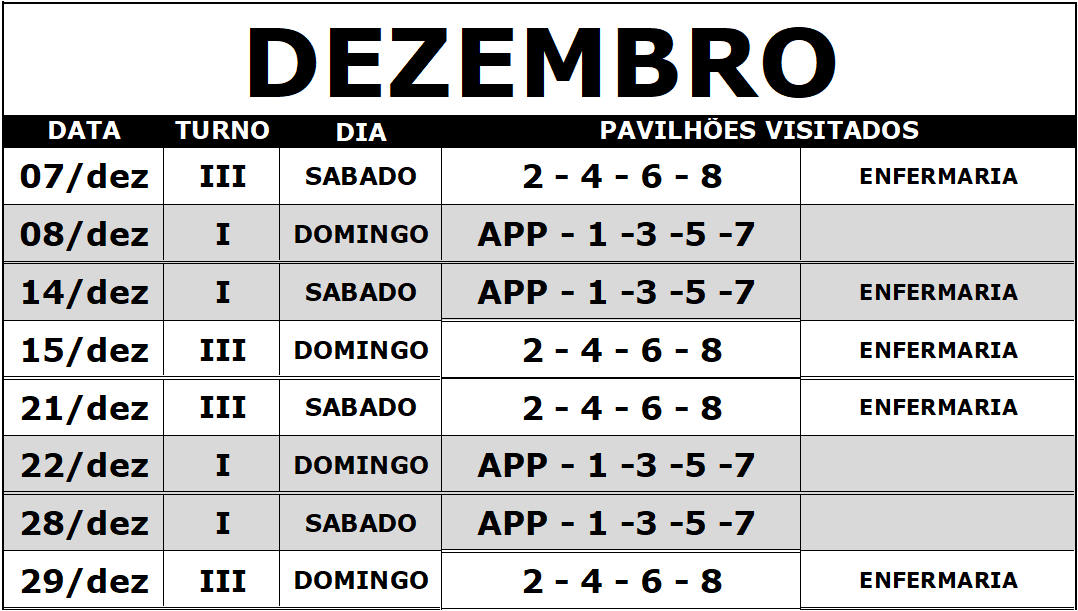 DEZEMBRO
DATA TURNO DIA PAVILHÕES VISITADOS
07/dez III SABADO 2 - 4 - 6 - 8 ENFERMARIA
08/dez I DOMINGO APP - 1 -3 -5 -7
14/dez I SABADO APP - 1 -3 -5 -7 ENFERMARIA
15/dez III DOMINGO 2 - 4 - 6 - 8 ENFERMARIA
21/dez III SABADO 2 - 4 - 6 - 8 ENFERMARIA
22/dez I DOMINGO APP - 1 -3 -5 -7
28/dez I SABADO APP - 1 -3 -5 -7
29/dez III DOMINGO 2 - 4 - 6 - 8 ENFERMARIA